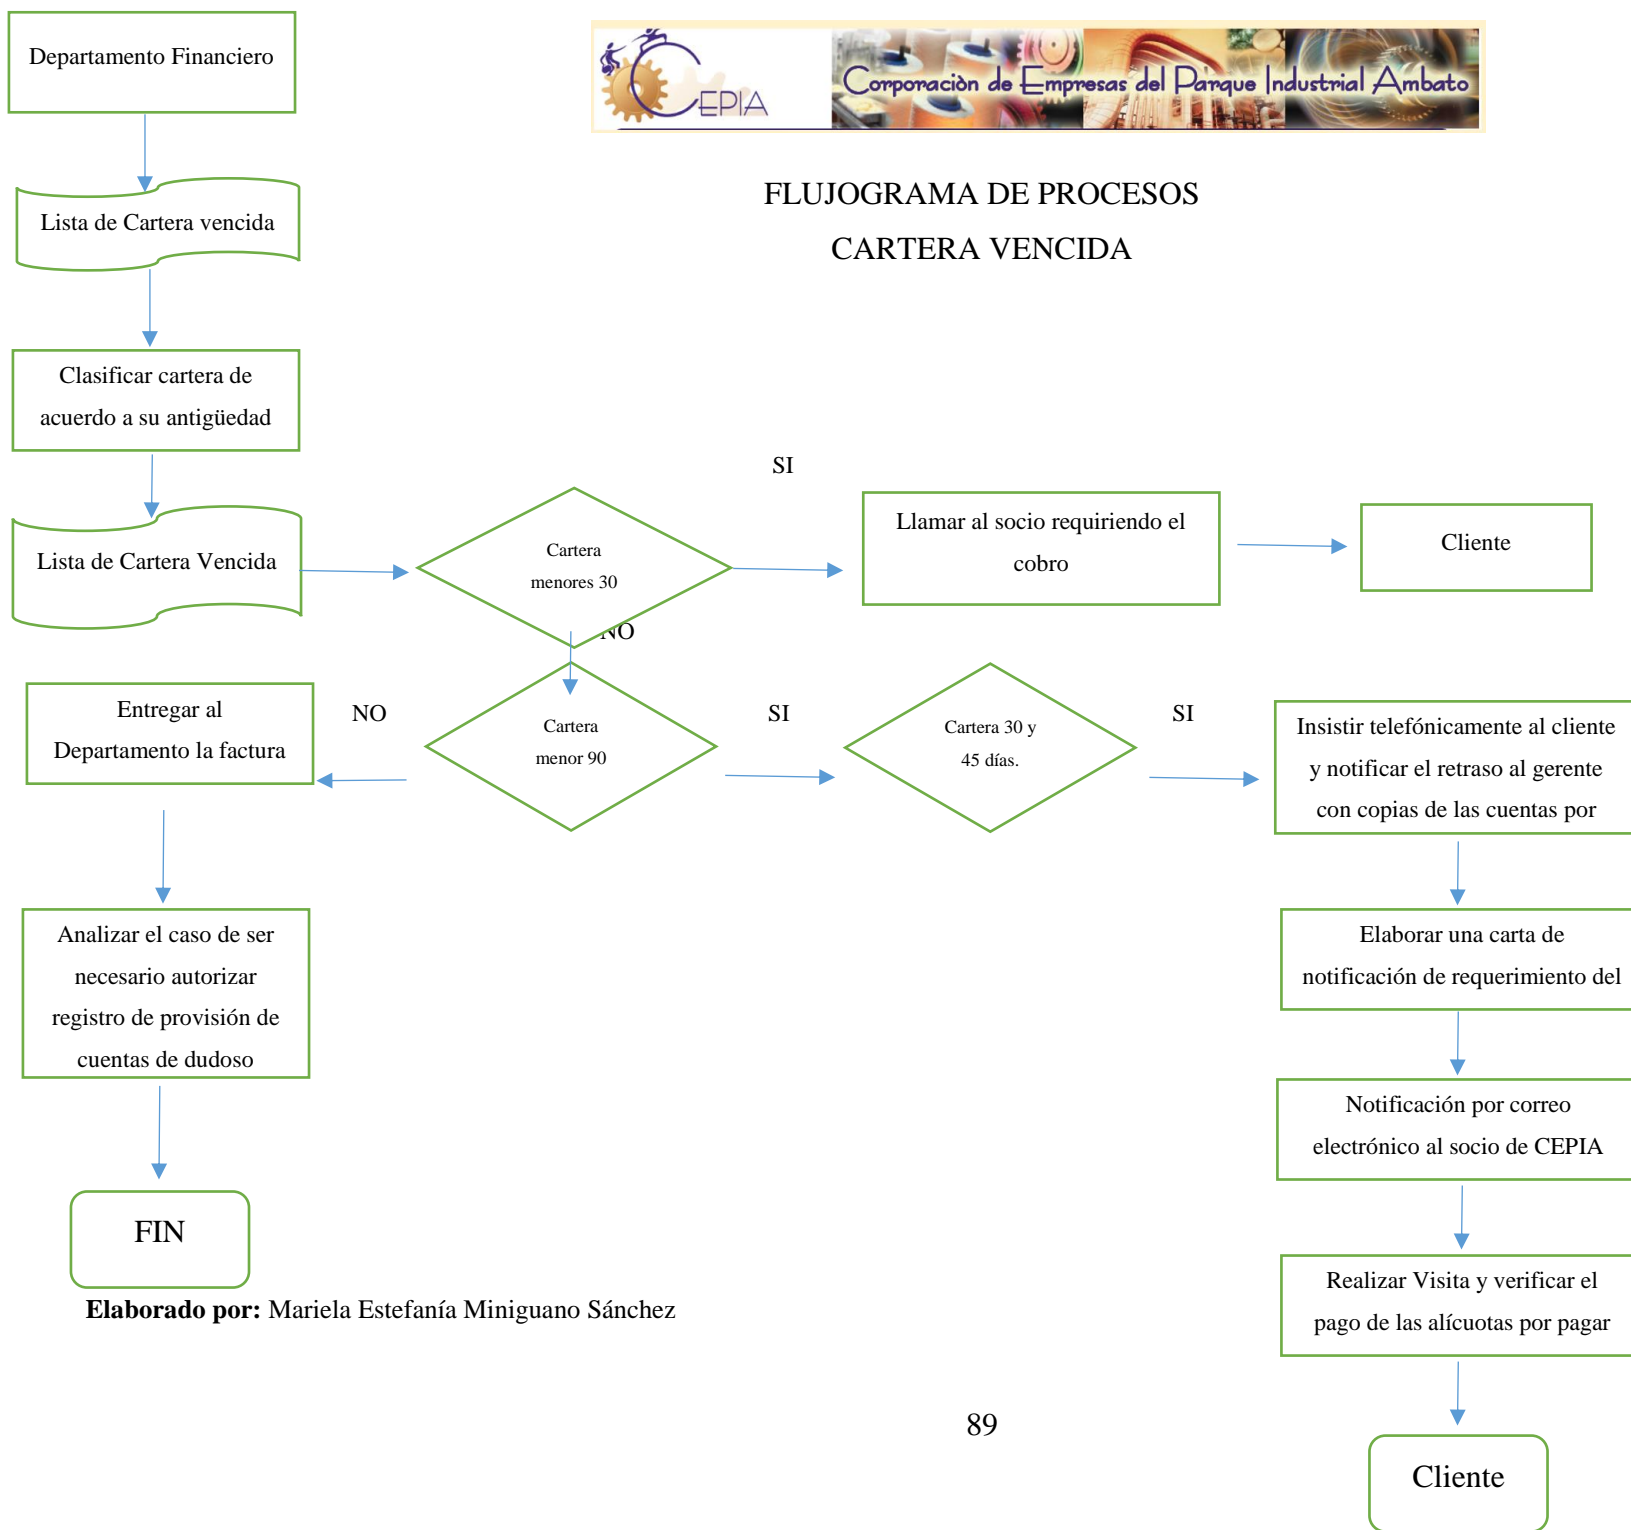 Departamento Financiero
CEPIA
Corporaciòn de Empresas del Parque Industrial Ambato
FLUJOGRAMA DE PROCESOS
CARTERA VENCIDA
Lista de Cartera vencida
Clasificar cartera de
acuerdo a su antigüedad
Lista de Cartera Vencida
Cartera
menores 30
SI
Llamar al socio requiriendo el
cobro
Cliente
NO
Entregar al
Departamento la factura
NO
Cartera
menor 90
SI
Cartera 30 y
45 días.
SI
Insistir telefónicamente al cliente
y notificar el retraso al gerente
con copias de las cuentas por
Analizar el caso de ser
necesario autorizar
registro de provisión de
cuentas de dudoso
Elaborar una carta de
notificación de requerimiento del
Notificación por correo
electrónico al socio de CEPIA
FIN
Realizar Visita y verificar el
pago de las alícuotas por pagar
Elaborado por: Mariela Estefanía Miniguano Sánchez
Cliente
89